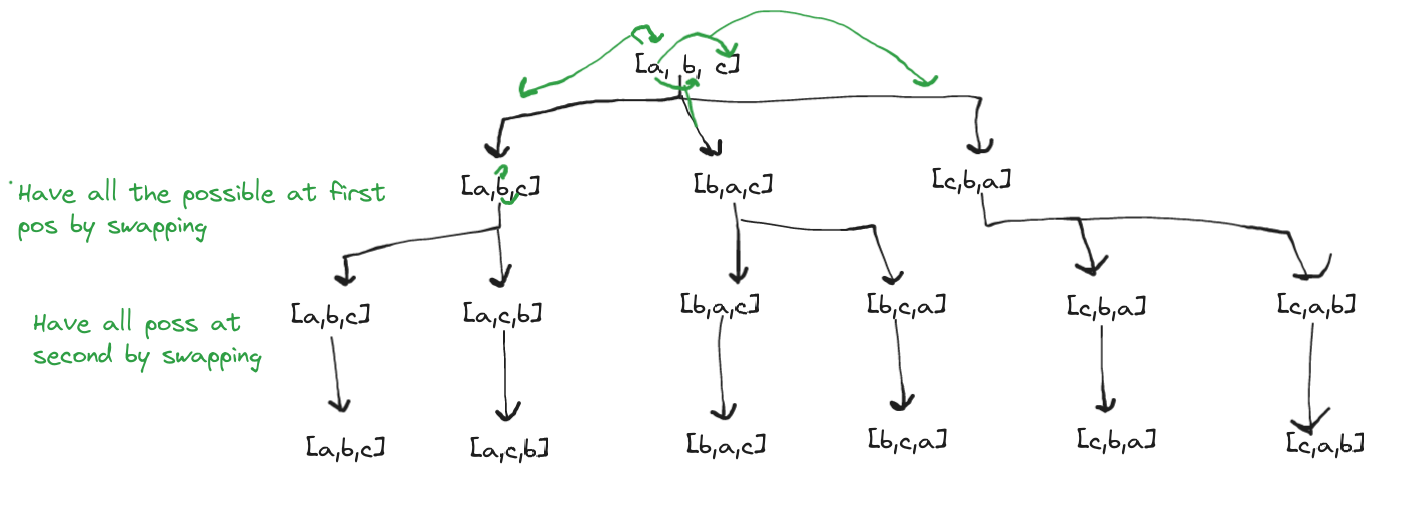 [a, b, c]
[a,b,c] [b,a,c] [c,b,a]
Have all the possible at first
pos by swapping
[a,b,c] [a,c,b] [b,a,c] [b,c,a] [c,b,a] [c,a,b]
Have all poss at
second by swapping
[a,b,c] [a,c,b] [b,a,c] [b,c,a] [c,b,a] [c,a,b]